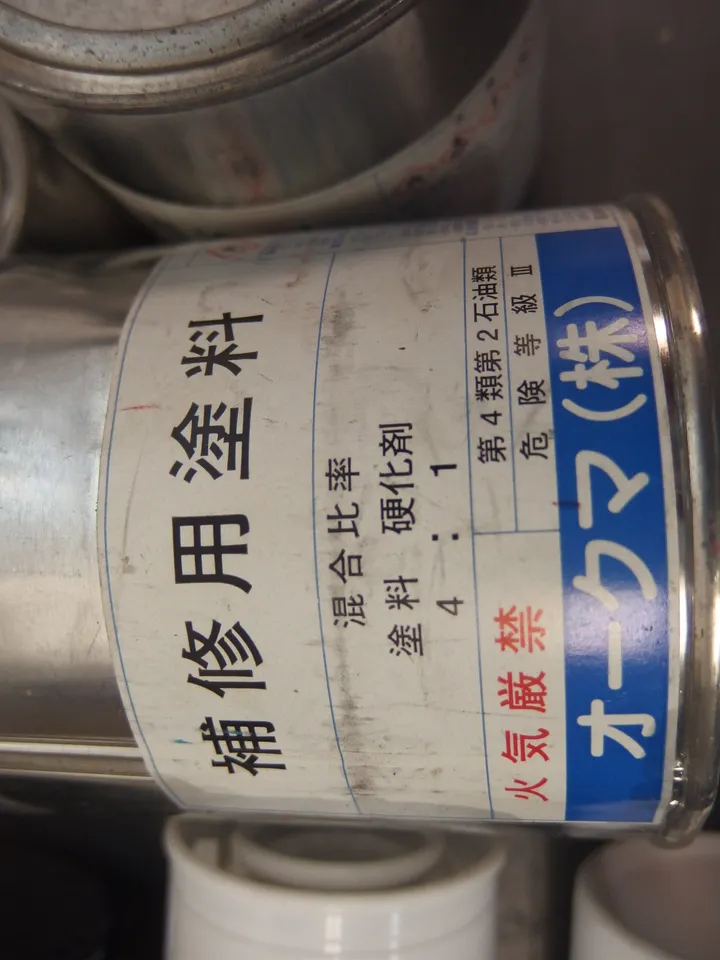 補修用塗料
混合比率
塗料 硬化剤
4 : 1
火気厳禁
第4類第2石油類
危険等級 Ⅲ
オークマ(株)